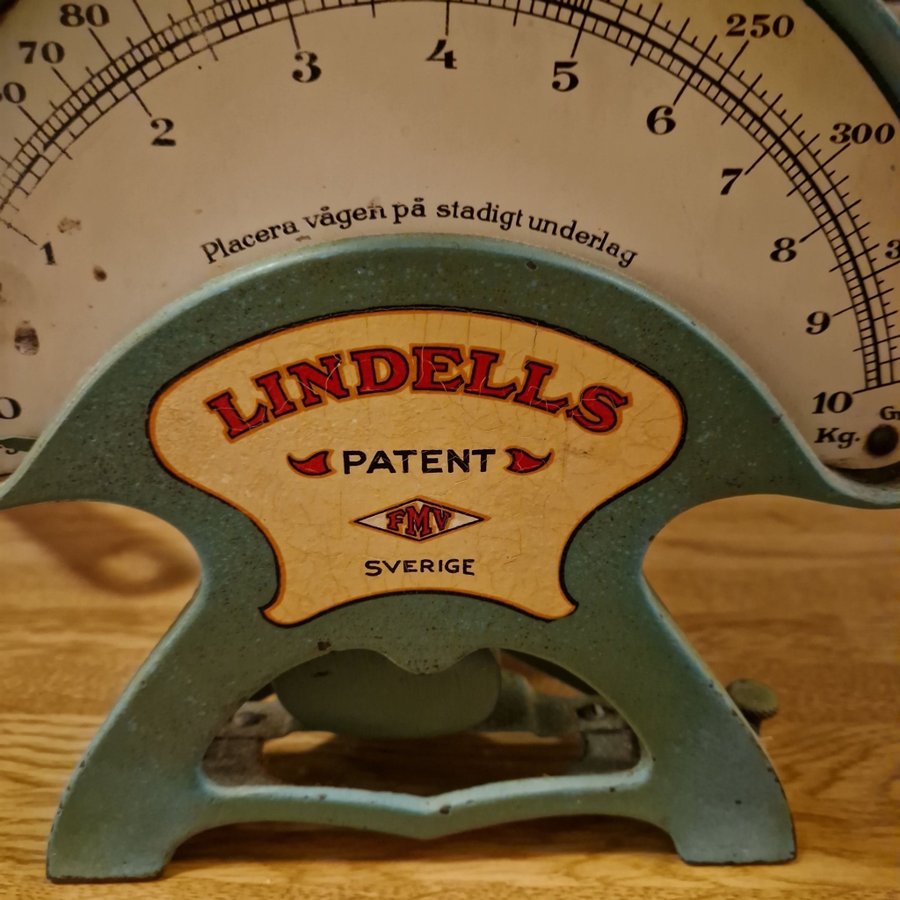 80
250
70
3
4
5
2
6
300
7
1
Placera vågen på stadigt underlag
8
9
LINDELLS
10
Kg.
PATENT
FMV
SVERIGE